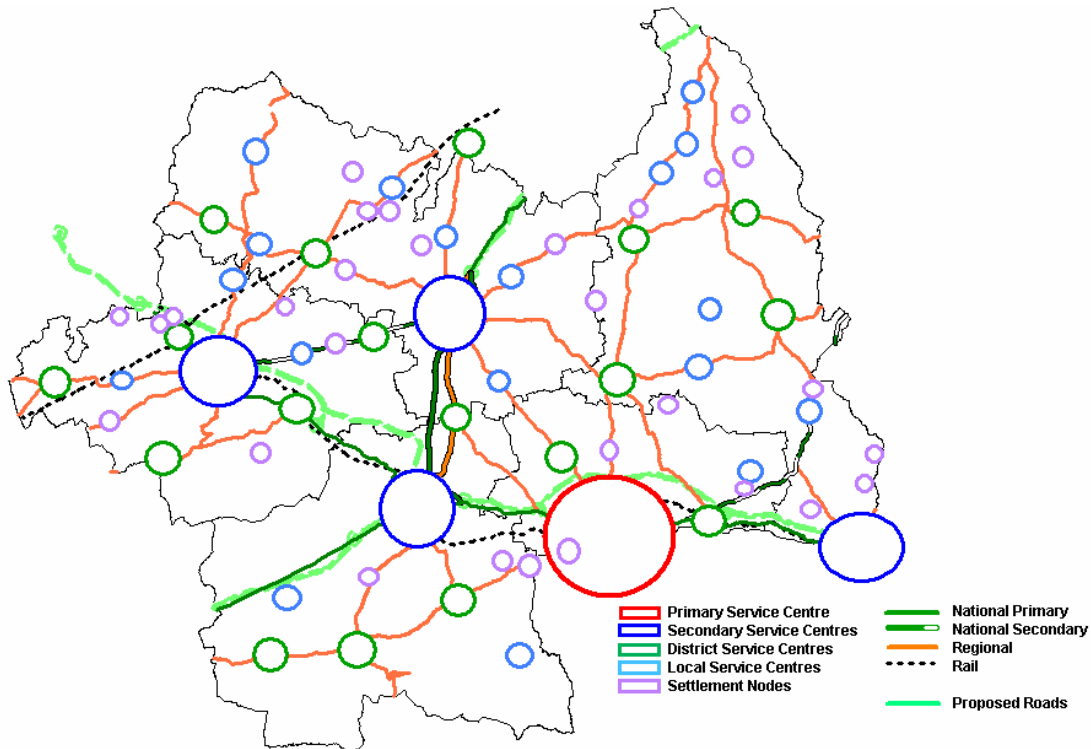 Primary Service Centre
Secondary Service Centres
District Service Centres
Local Service Centres
Settlement Nodes
National Primary
National Secondary
Regional
Rail
Proposed Roads